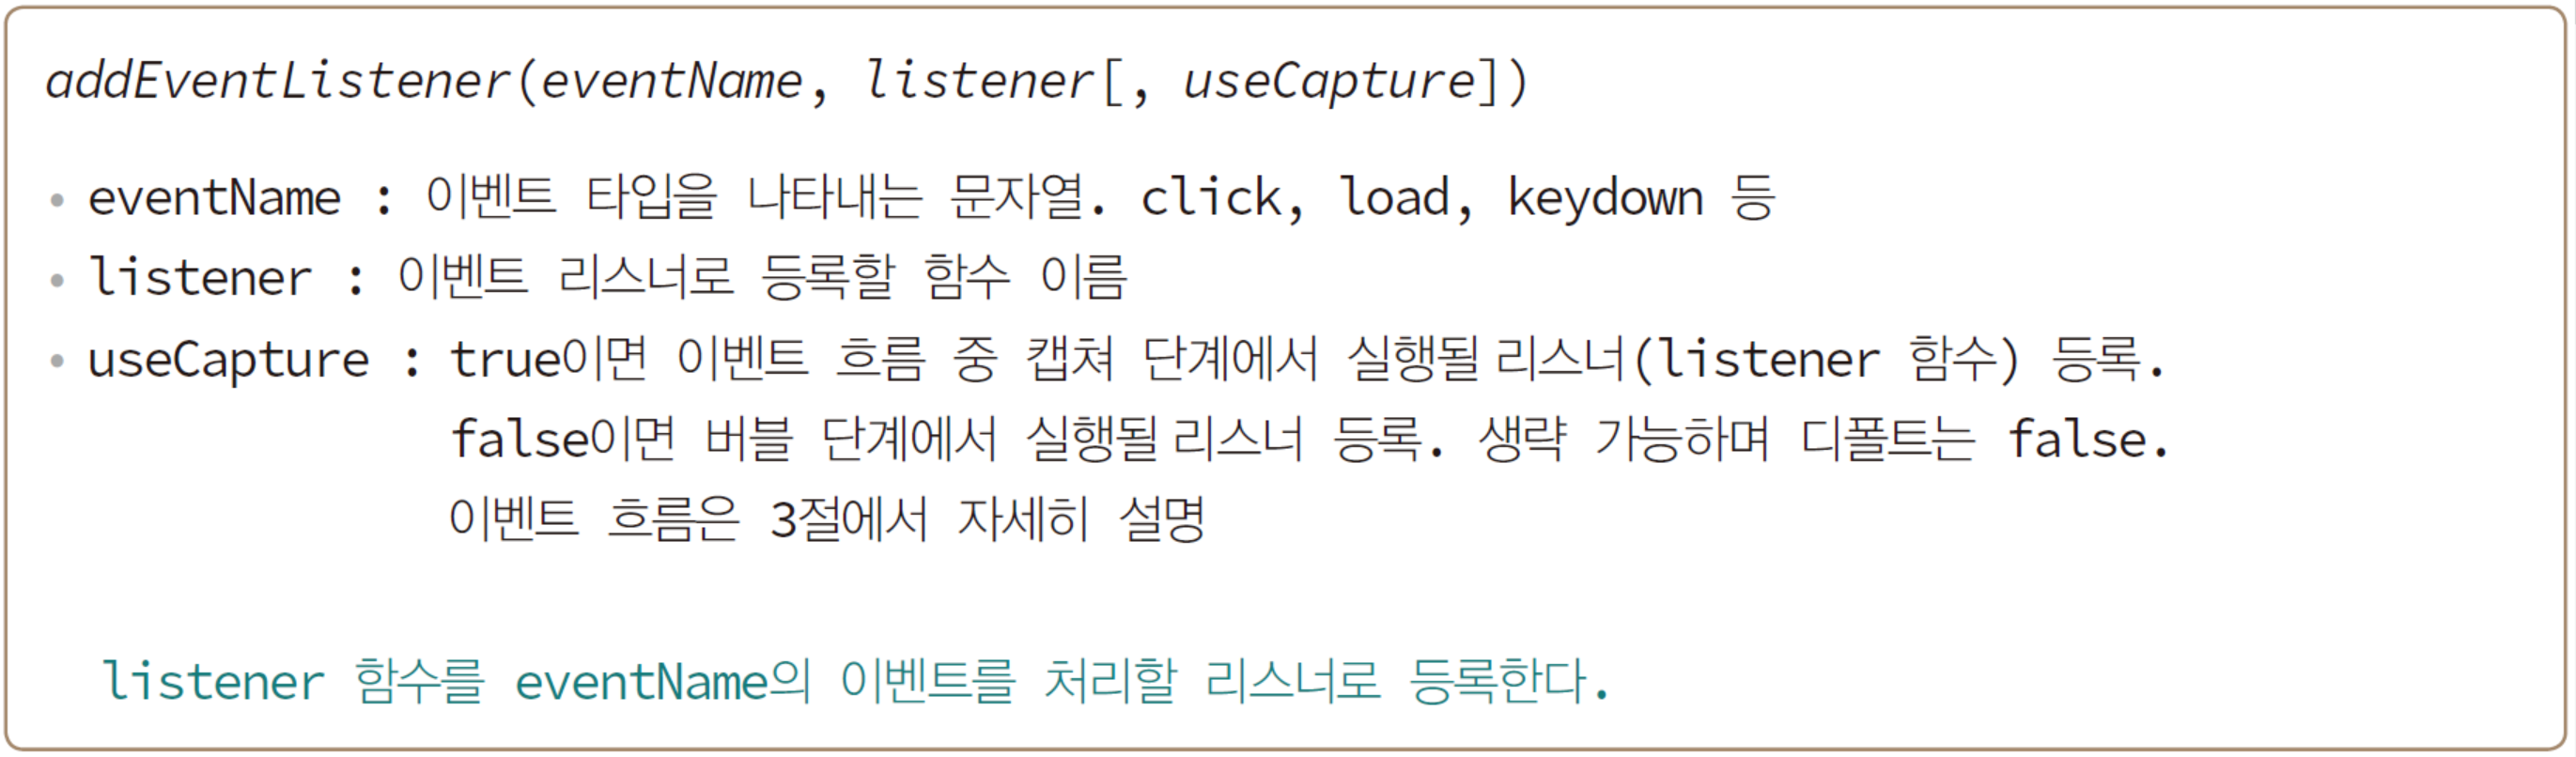 addEventListener(eventName, listener[, useCapture])
• eventName : 이벤트 타입을 나타내는 문자열. click, load, keydown 등
• listener : 이벤트 리스너로 등록할 함수 이름
• useCapture : true이면 이벤트 흐름 중 캡쳐 단계에서 실행될 리스너(listener 함수) 등록.
false이면 버블 단계에서 실행될 리스너 등록. 생략 가능하며 디폴트는 false.
이벤트 흐름은 3절에서 자세히 설명
listener 함수를 eventName의 이벤트를 처리할 리스너로 등록한다.